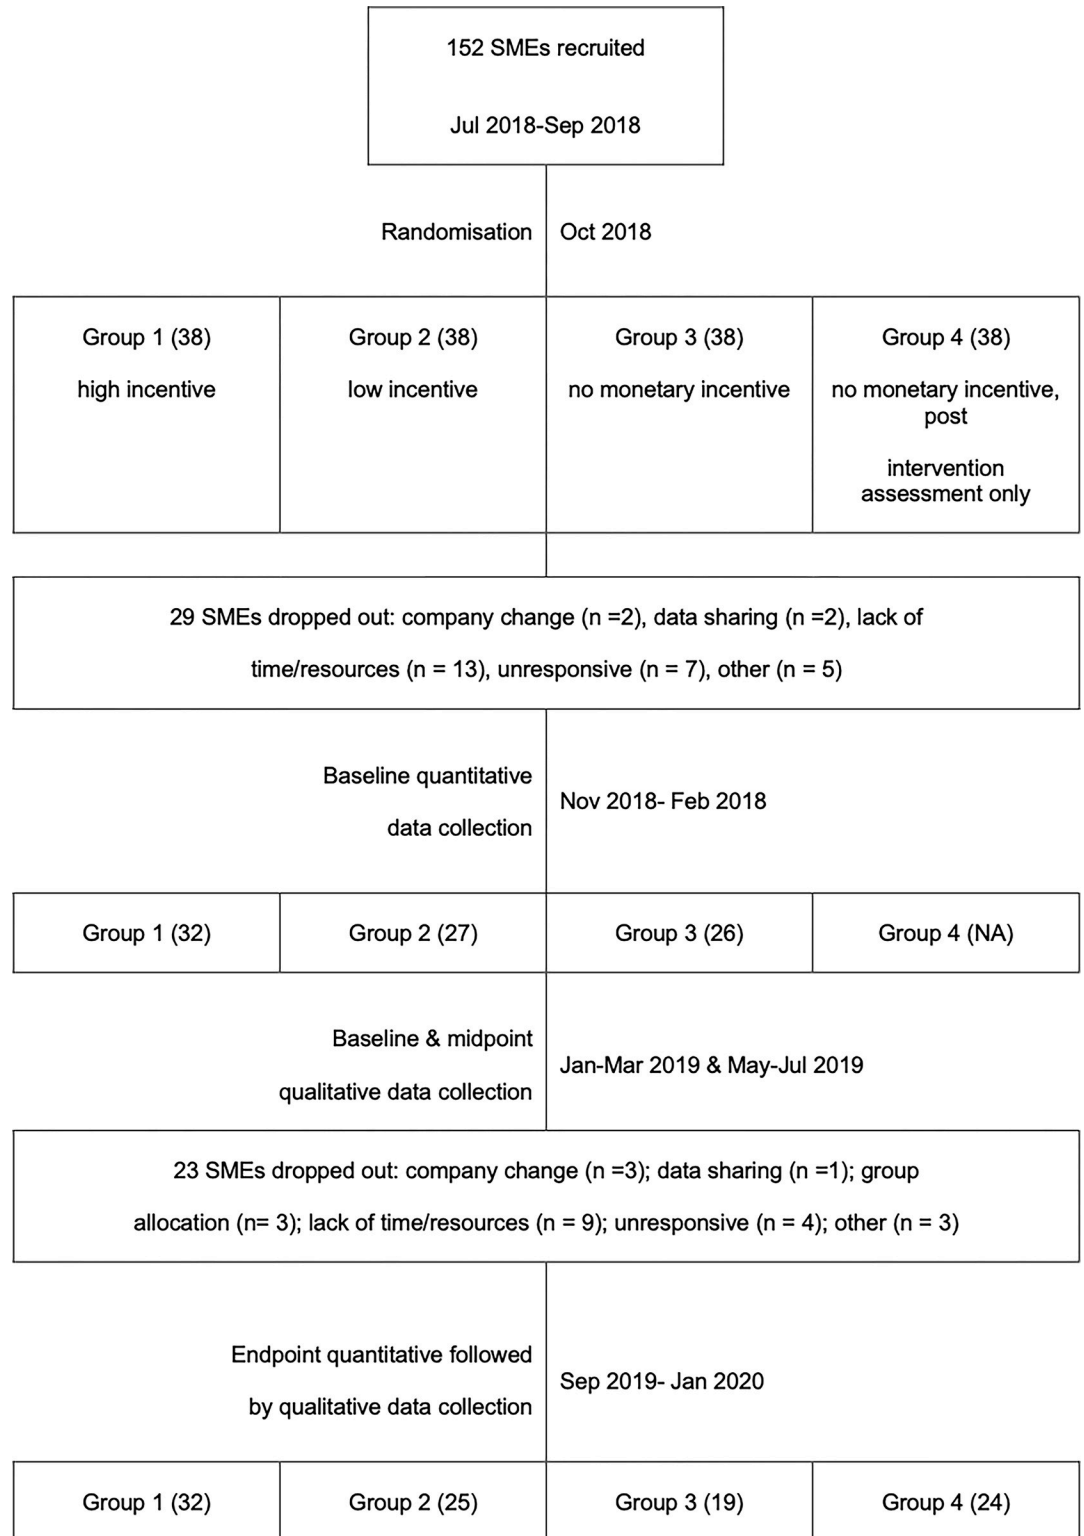 152 SMEs recruited
Jul 2018-Sep 2018
Randomisation
Oct 2018
Group 1 (38)
high incentive
Group 2 (38)
low incentive
Group 3 (38)
no monetary incentive
Group 4 (38)
no monetary incentive,
post
intervention
assessment only
29 SMEs dropped out: company change (n =2), data sharing (n =2), lack of
time/resources (n = 13), unresponsive (n = 7), other (n = 5)
Baseline quantitative
data collection
Nov 2018- Feb 2018
Group 1 (32)
Group 2 (27)
Group 3 (26)
Group 4 (NA)
Baseline & midpoint
qualitative data collection
Jan-Mar 2019 & May-Jul 2019
23 SMEs dropped out: company change (n =3); data sharing (n =1); group
allocation (n= 3); lack of time/resources (n = 9); unresponsive (n = 4); other (n = 3)
Endpoint quantitative followed
by qualitative data collection
Sep 2019- Jan 2020
Group 1 (32)
Group 2 (25)
Group 3 (19)
Group 4 (24)